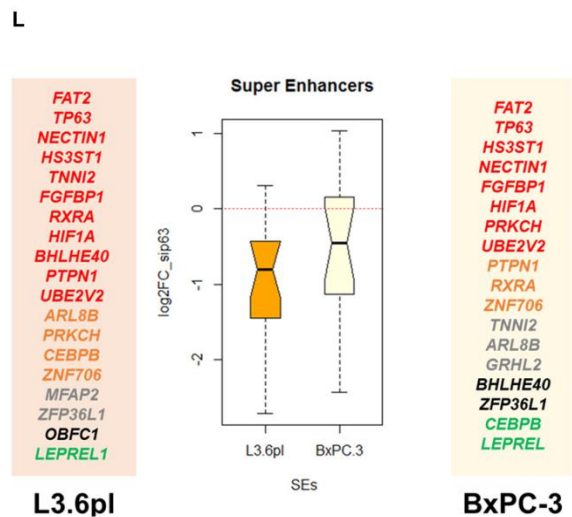 L
FAT2
TP63
NECTIN1
HS3ST1
TNNI2
FGFBP1
RXRA
HIF1A
BHLHE40
PTPN1
UBE2V2
ARL8B
PRKCH
CEBPB
ZNF706
MFAP2
ZFP36L1
OBFC1
LEPREL1
L3.6pl
Super Enhancers
log2FC_sip63
1
0
-1
-2
L3.6pl BxPC.3
SEs
FAT2
TP63
HS3ST1
NECTIN1
FGFBP1
HIF1A
PRKCH
UBE2V2
PTPN1
RXRA
ZNF706
TNNI2
ARL8B
GRHL2
BHLHE40
ZFP36L1
CEBPB
LEPREL
BxPC-3